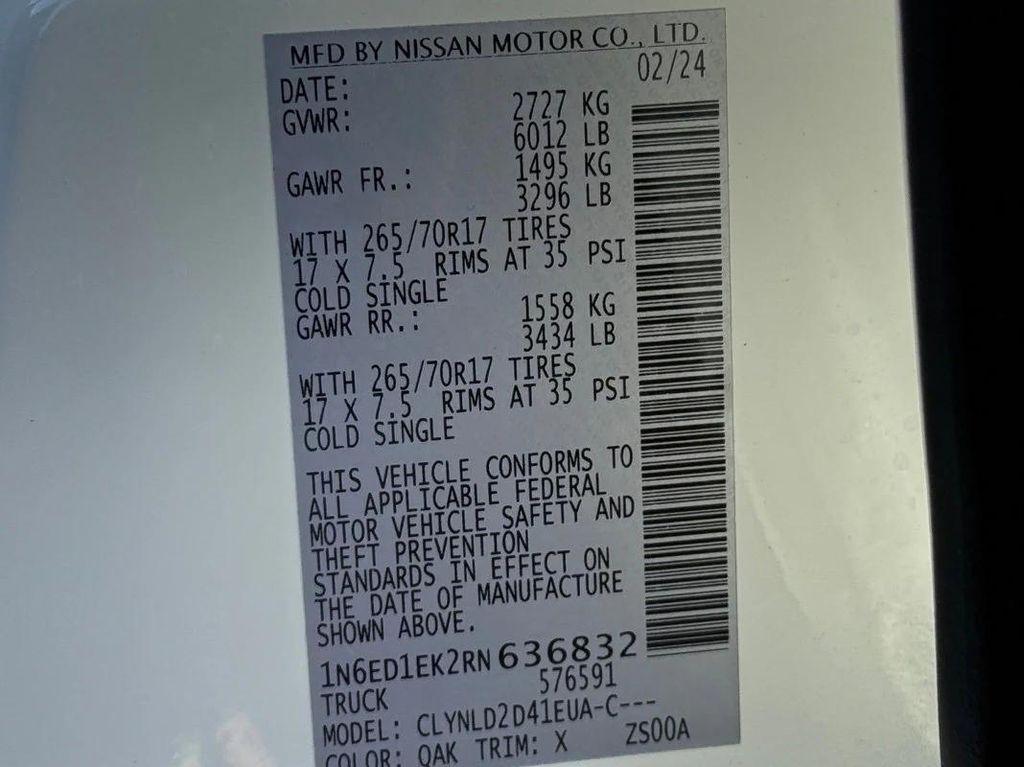 MFD BY NISSAN MOTOR CO., LTD.
DATE: 02/24
GVWR: 2727 KG
6012 LB
GAWR FR.: 1495 KG
3296 LB
WITH 265/70R17 TIRES
17 X 7.5 RIMS AT 35 PSI
COLD SINGLE
GAWR RR.: 1558 KG
3434 LB
WITH 265/70R17 TIRES
17 X 7.5 RIMS AT 35 PSI
COLD SINGLE
THIS VEHICLE CONFORMS TO
ALL APPLICABLE FEDERAL
MOTOR VEHICLE SAFETY AND
THEFT PREVENTION
STANDARDS IN EFFECT ON
THE DATE OF MANUFACTURE
SHOWN ABOVE.
1N6ED1EK2RN636832
TRUCK 576591
MODEL: CLYNLD2D41EUA-C---
COLOR: QAK TRIM: X ZS00A